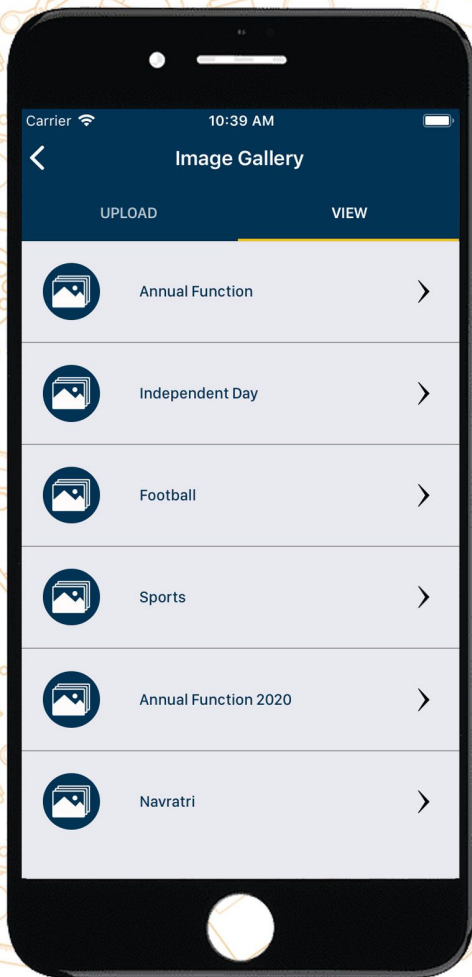 Carrier 10:39 AM
Image Gallery
UPLOAD VIEW
Annual Function
Independent Day
Football
Sports
Annual Function 2020
Navratri